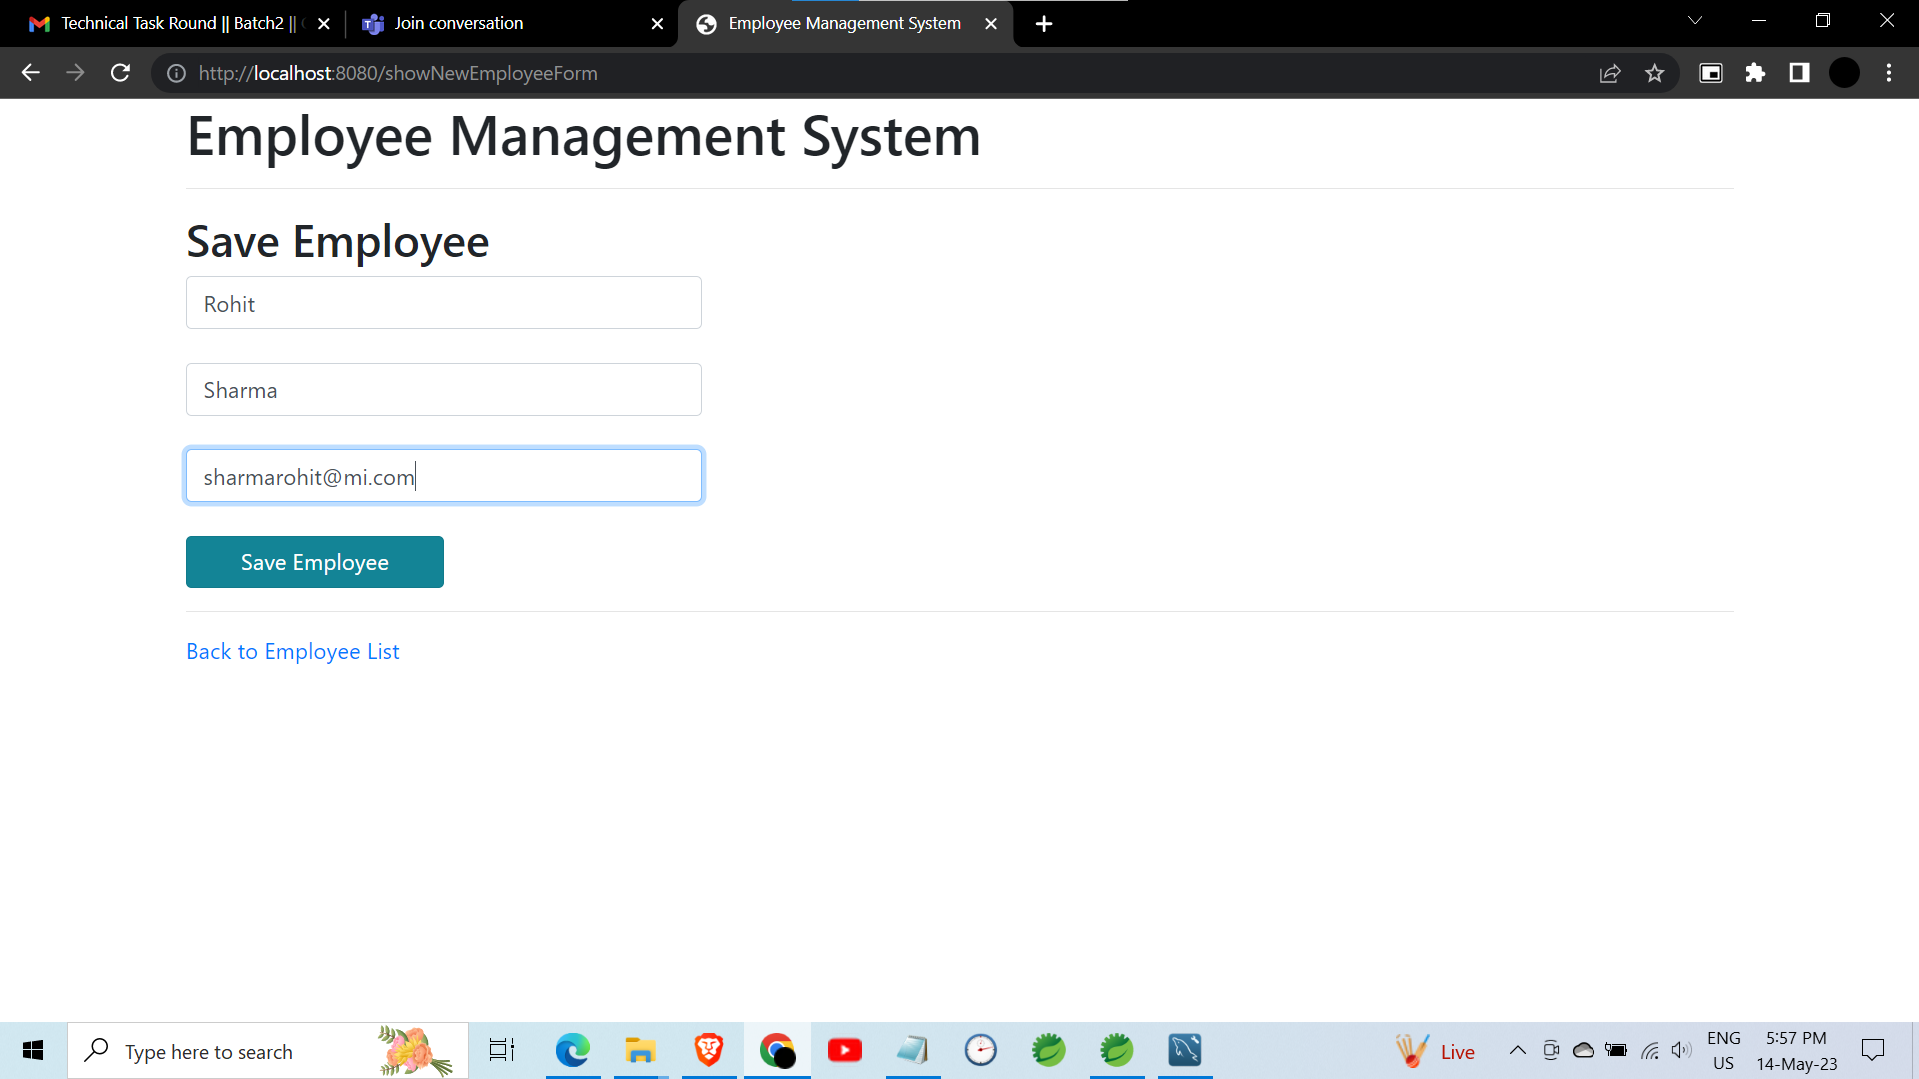 Technical Task Round || Batch2 ||
Join conversation
Employee Management System
http://localhost:8080/showNewEmployeeForm
Employee Management System
Save Employee
Rohit
Sharma
sharmarohit@mi.com
Save Employee
Back to Employee List
Type here to search
Live
ENG
US
5:57 PM
14-May-23